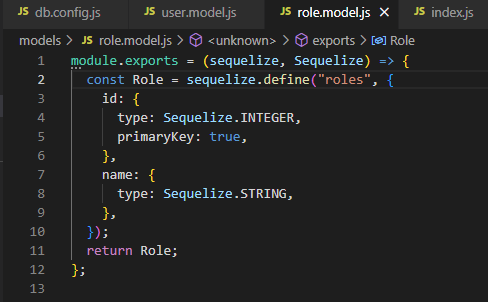 JS db.config.js JS user.model.js JS role.model.js × JS index.js
models > JS role.model.js > <unknown> > exports > Role
1 module.exports = (sequelize, Sequelize) => {
2 const Role = sequelize.define("roles", {
3 id: {
4 type: Sequelize.INTEGER,
5 primaryKey: true,
6 },
7 name: {
8 type: Sequelize.STRING,
9 },
10 });
11 return Role;
12 };
13